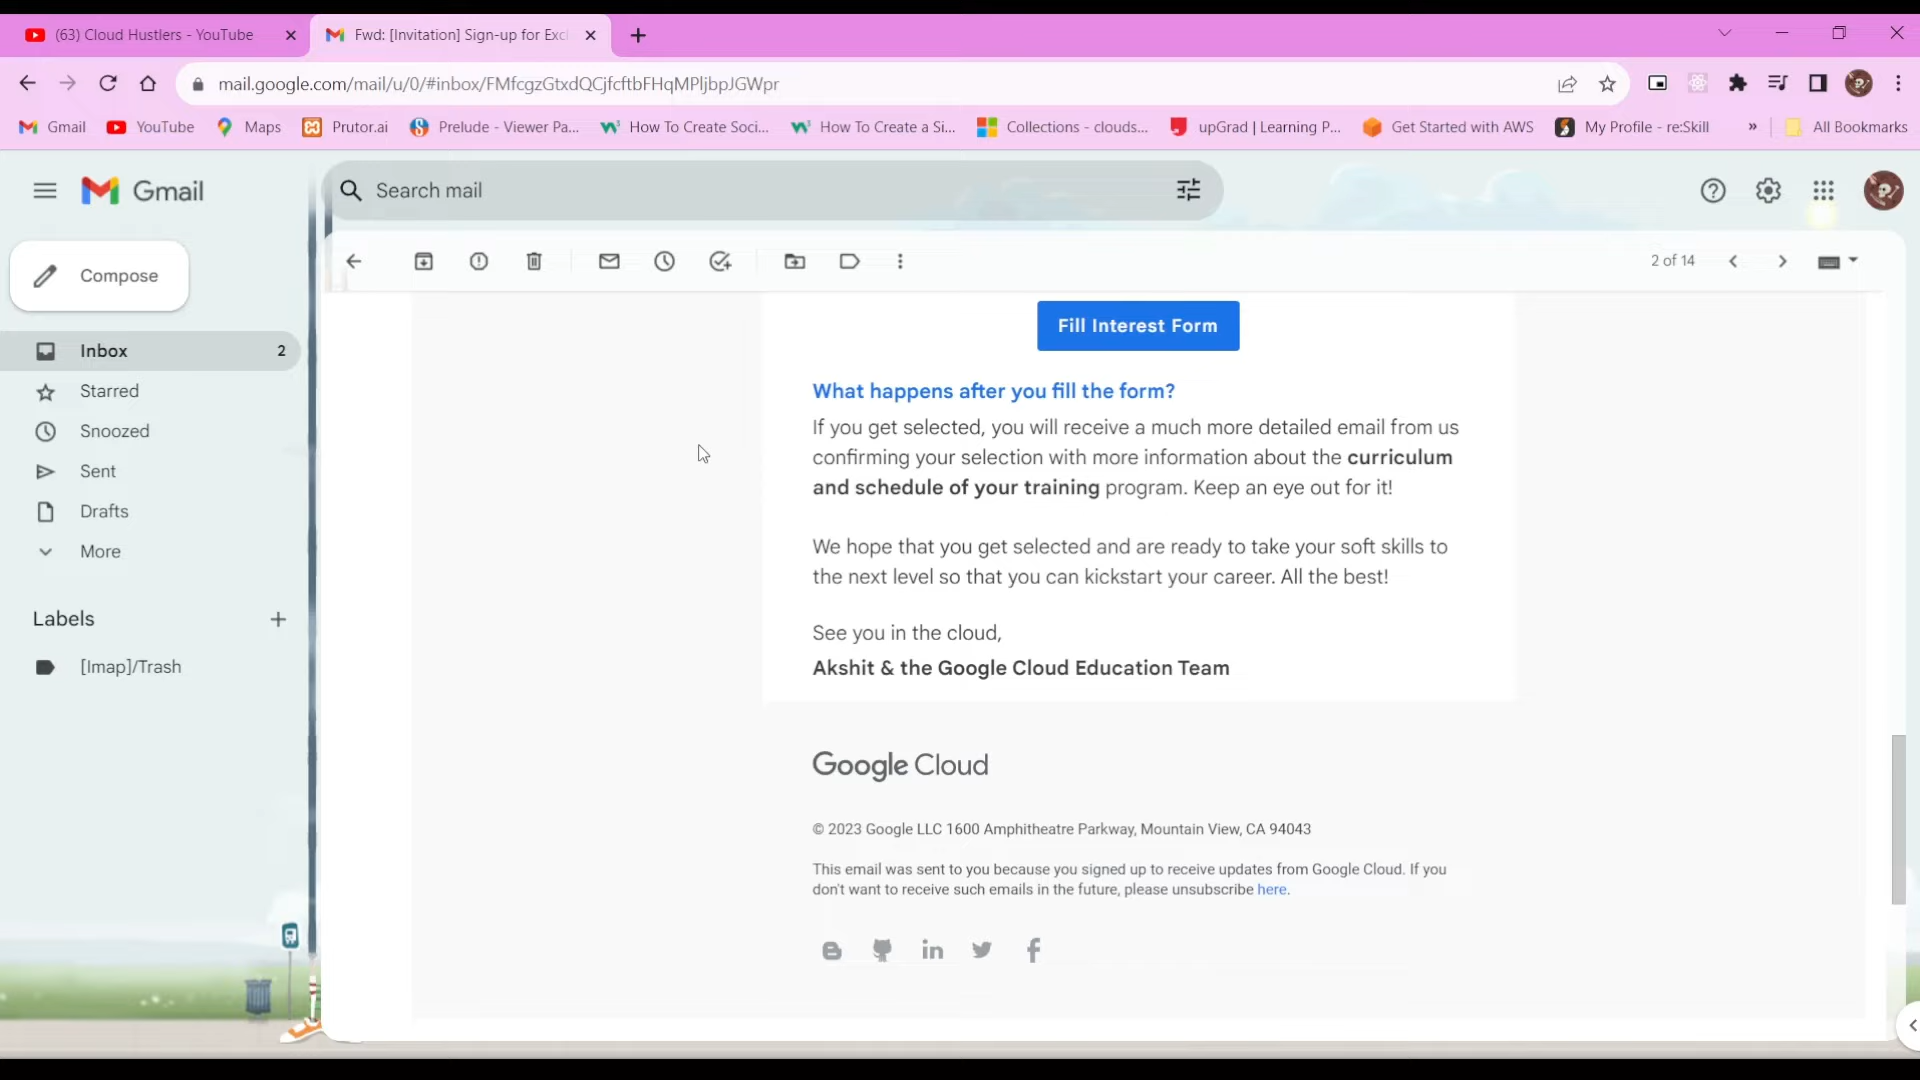 (63) Cloud Hustlers - YouTube
Fwd: [Invitation] Sign-up for Exc
mail.google.com/mail/u/0/#inbox/FMfcgzGtxdQCjfcftbFHqMPljbpJGWpr
Gmail
YouTube
Maps
Prutor.ai
Prelude - Viewer Pa...
How To Create Soci...
How To Create a Si...
Collections - clouds...
upGrad | Learning P...
Get Started with AWS
My Profile - re:Skill
»
All Bookmarks
Gmail
Search mail
Compose
2 of 14
Inbox 2
Starred
Snoozed
Sent
Drafts
More
Labels
[Imap]/Trash
Fill Interest Form
What happens after you fill the form?
If you get selected, you will receive a much more detailed email from us
confirming your selection with more information about the curriculum
and schedule of your training program. Keep an eye out for it!
We hope that you get selected and are ready to take your soft skills to
the next level so that you can kickstart your career. All the best!
See you in the cloud,
Akshit & the Google Cloud Education Team
Google Cloud
© 2023 Google LLC 1600 Amphitheatre Parkway, Mountain View, CA 94043
This email was sent to you because you signed up to receive updates from Google Cloud. If you
don't want to receive such emails in the future, please unsubscribe here.